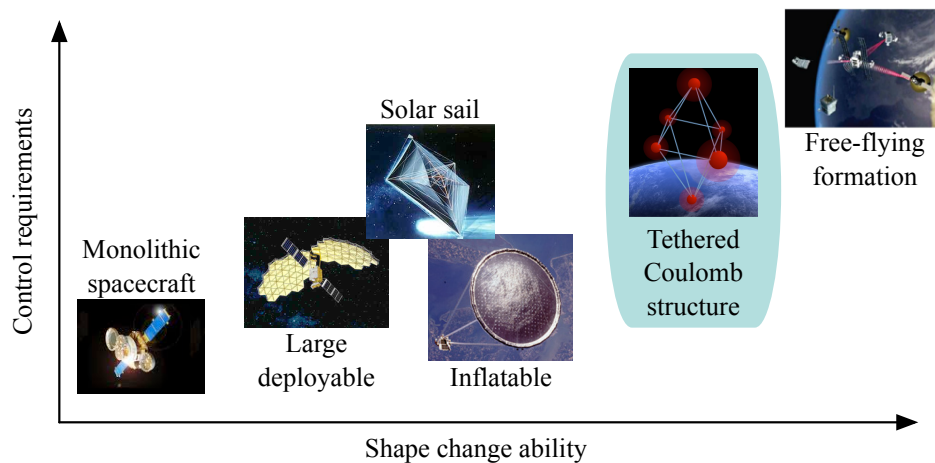 Control requirements
Monolithic
spacecraft
Large
deployable
Solar sail
Inflatable
Tethered
Coulomb
structure
Free-flying
formation
Shape change ability